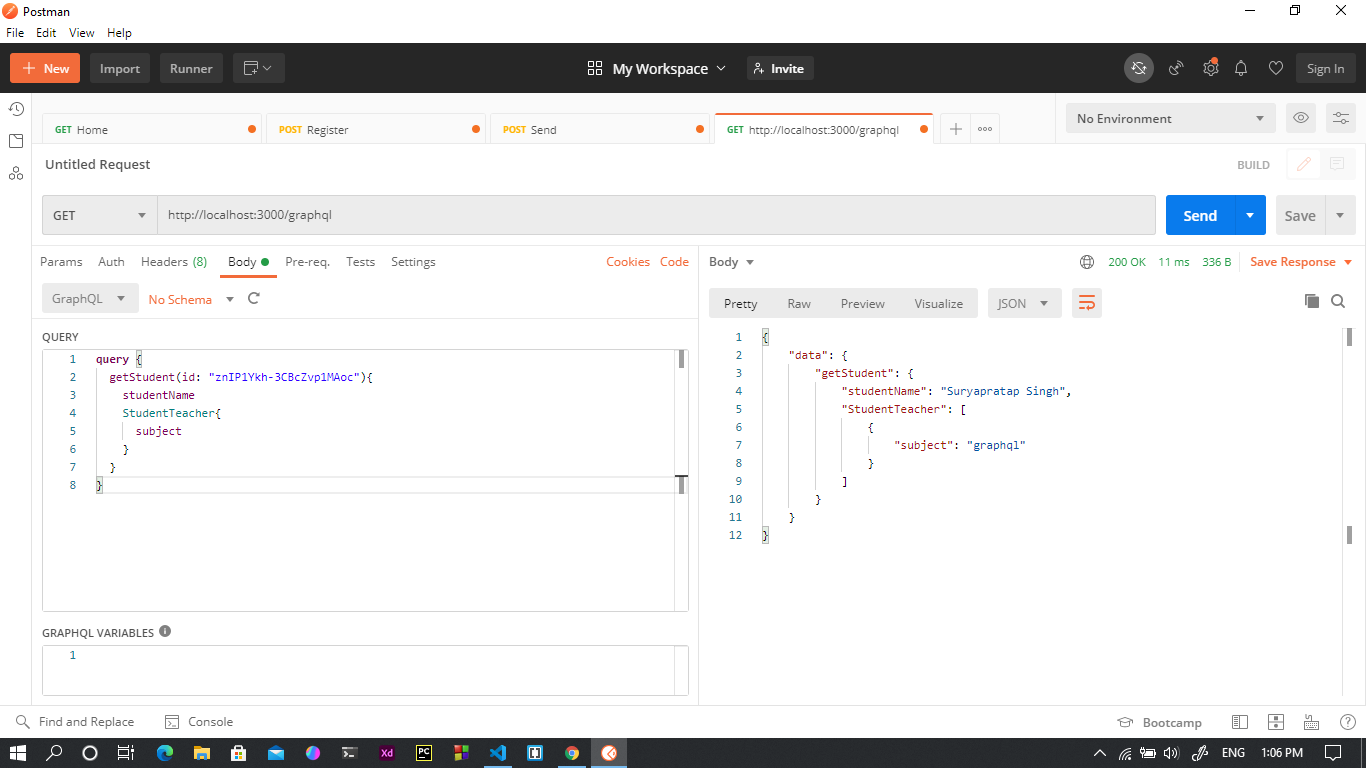 Postman
File Edit View Help
New Import Runner My Workspace Invite Sign In
GET Home POST Register POST Send GET http://localhost:3000/graphql No Environment
Untitled Request BUILD
GET http://localhost:3000/graphql Send Save
Params Auth Headers (8) Body Pre-req. Tests Settings Cookies Code
GraphQL No Schema
QUERY
1 query {
2 getStudent(id: "znIP1Ykh-3CBcZvp1MAoc"){
3 studentName
4 StudentTeacher{
5 subject
6 }
7 }
8 }
GRAPHQL VARIABLES
1
Body 200 OK 11 ms 336 B Save Response
Pretty Raw Preview Visualize JSON
1 {
2 "data": {
3 "getStudent": {
4 "studentName": "Suryapratap Singh",
5 "StudentTeacher": [
6 {
7 "subject": "graphql"
8 }
9 ]
10 }
11 }
12 }
Find and Replace Console Bootcamp
Xd PC ENG 1:06 PM